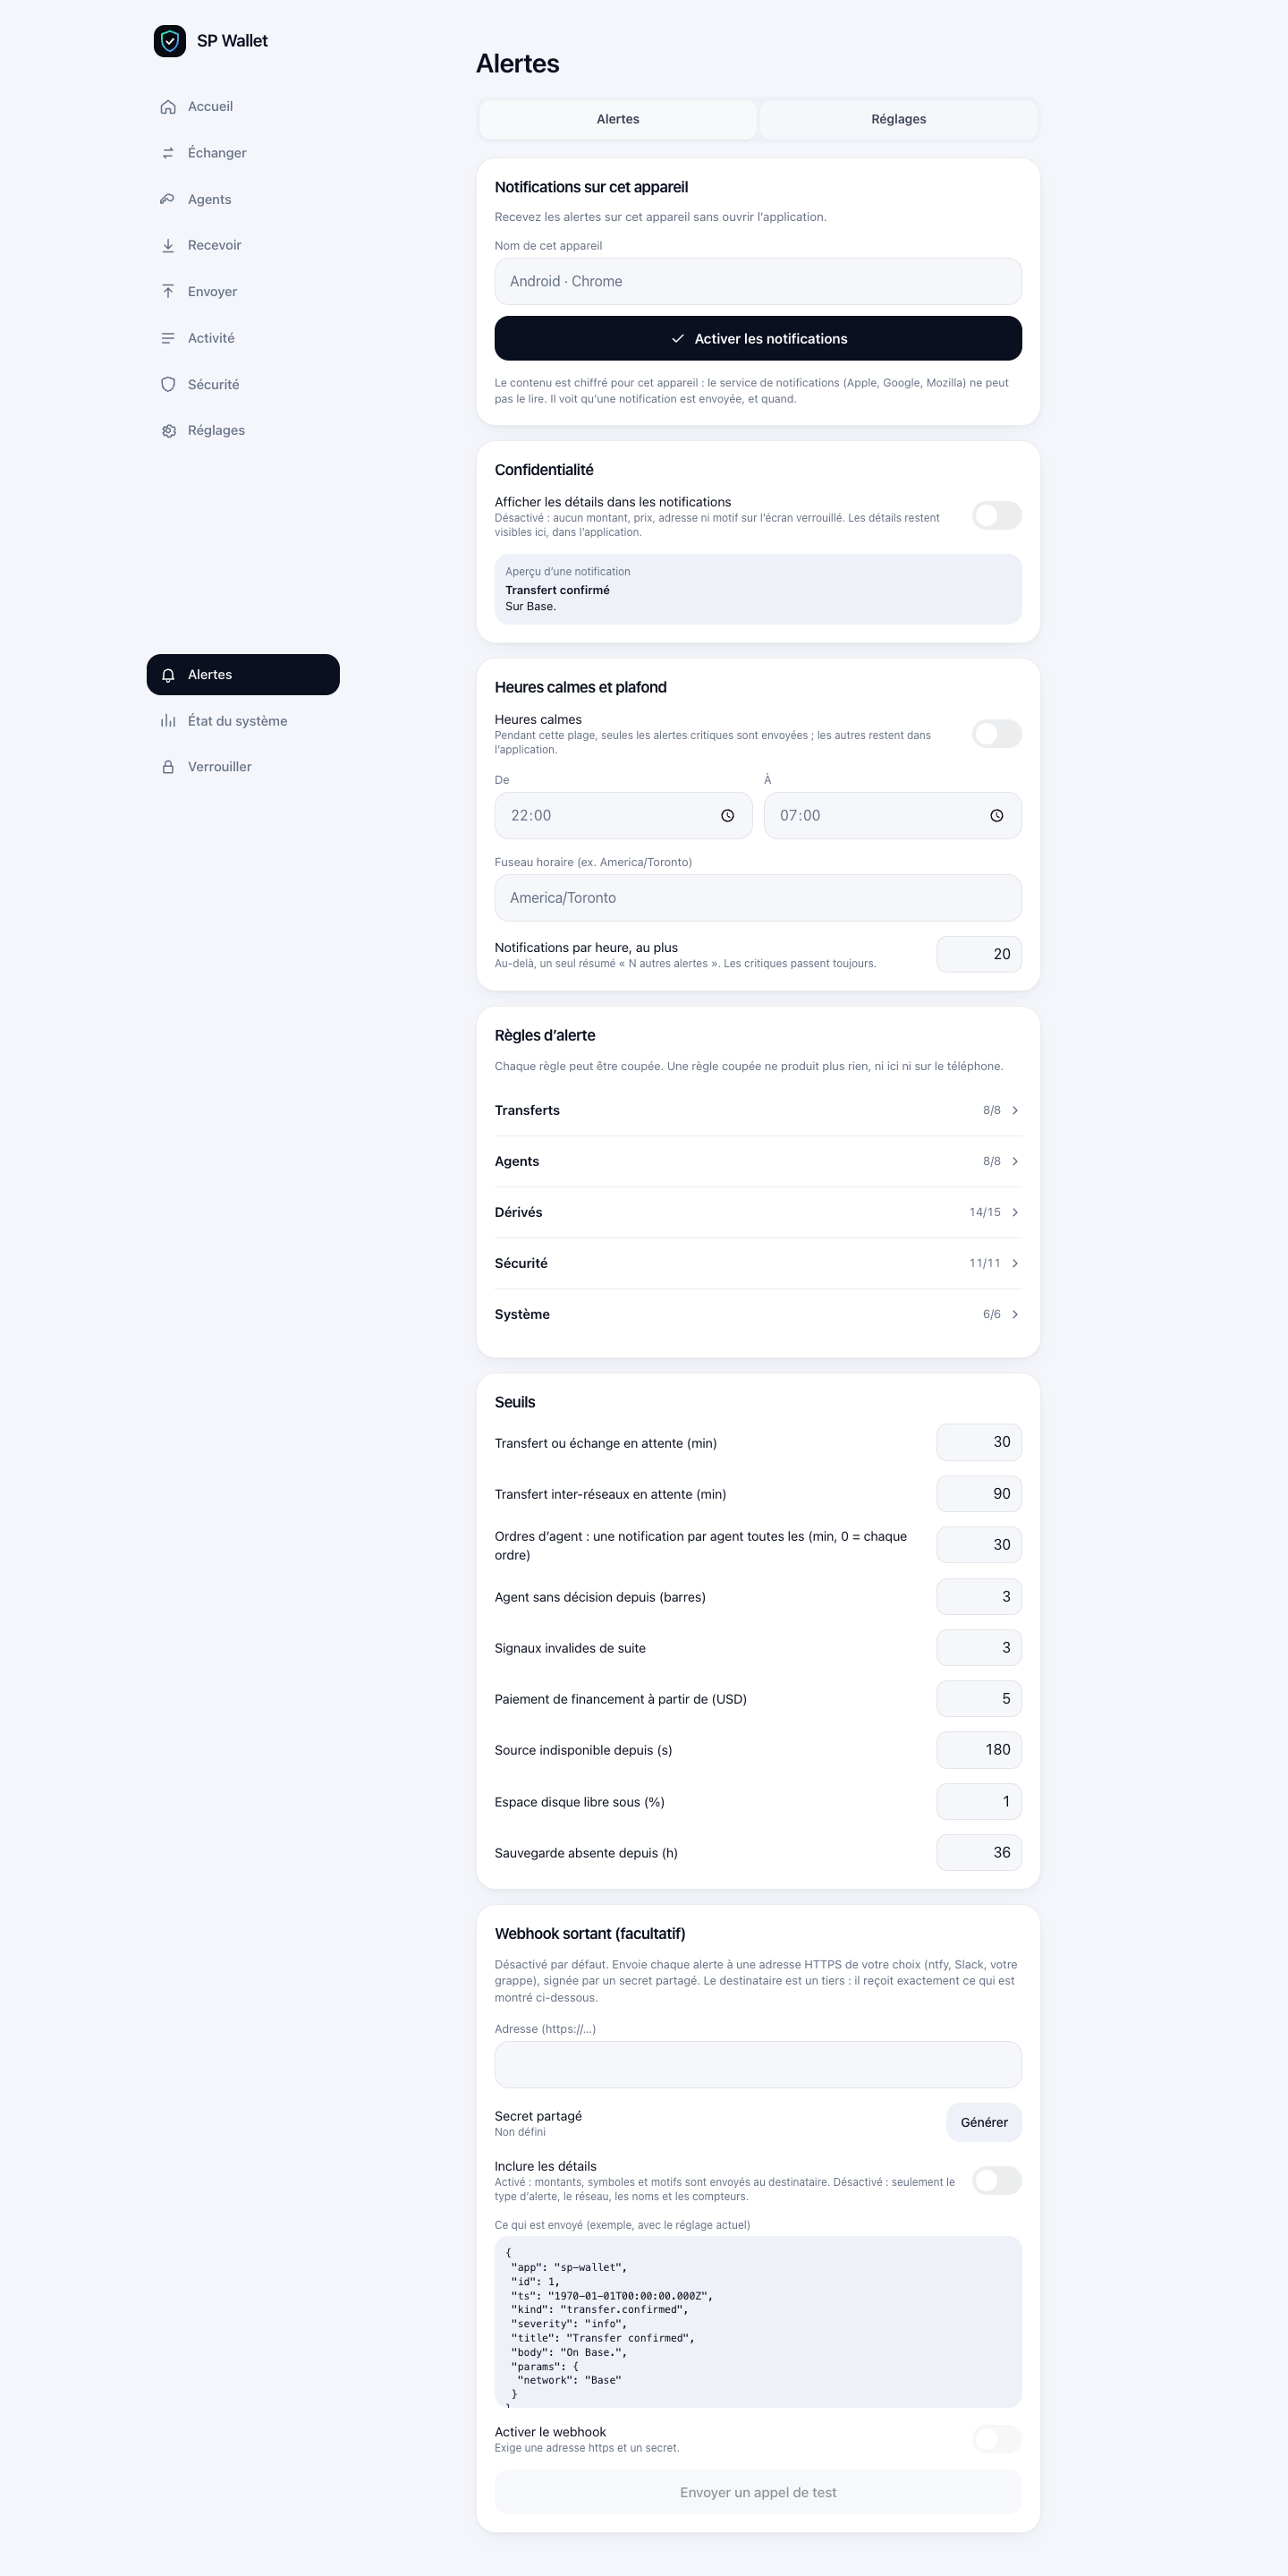 SP Wallet
Accueil
Échanger
Agents
Recevoir
Envoyer
Activité
Sécurité
Réglages
Alertes
État du système
Verrouiller
Alertes
Alertes
Réglages
Notifications sur cet appareil
Recevez les alertes sur cet appareil sans ouvrir l’application.
Nom de cet appareil
Android · Chrome
Activer les notifications
Le contenu est chiffré pour cet appareil : le service de notifications (Apple, Google, Mozilla) ne peut
pas le lire. Il voit qu’une notification est envoyée, et quand.
Confidentialité
Afficher les détails dans les notifications
Désactivé : aucun montant, prix, adresse ni motif sur l’écran verrouillé. Les détails restent
visibles ici, dans l’application.
Aperçu d’une notification
Transfert confirmé
Sur Base.
Heures calmes et plafond
Heures calmes
Pendant cette plage, seules les alertes critiques sont envoyées ; les autres restent dans
l’application.
De
À
22:00
07:00
Fuseau horaire (ex. America/Toronto)
America/Toronto
Notifications par heure, au plus
Au-delà, un seul résumé « N autres alertes ». Les critiques passent toujours.
20
Règles d’alerte
Chaque règle peut être coupée. Une règle coupée ne produit plus rien, ni ici ni sur le téléphone.
Transferts 8/8
Agents 8/8
Dérivés 14/15
Sécurité 11/11
Système 6/6
Seuils
Transfert ou échange en attente (min) 30
Transfert inter-réseaux en attente (min) 90
Ordres d’agent : une notification par agent toutes les (min, 0 = chaque
ordre)
30
Agent sans décision depuis (barres) 3
Signaux invalides de suite 3
Paiement de financement à partir de (USD) 5
Source indisponible depuis (s) 180
Espace disque libre sous (%) 1
Sauvegarde absente depuis (h) 36
Webhook sortant (facultatif)
Désactivé par défaut. Envoie chaque alerte à une adresse HTTPS de votre choix (ntfy, Slack, votre
grappe), signée par un secret partagé. Le destinataire est un tiers : il reçoit exactement ce qui est
montré ci-dessous.
Adresse (https://…)
Secret partagé
Non défini
Générer
Inclure les détails
Activé : montants, symboles et motifs sont envoyés au destinataire. Désactivé : seulement le
type d’alerte, le réseau, les noms et les compteurs.
Ce qui est envoyé (exemple, avec le réglage actuel)
{
"app": "sp-wallet",
"id": 1,
"ts": "1970-01-01T00:00:00.000Z",
"kind": "transfer.confirmed",
"severity": "info",
"title": "Transfer confirmed",
"body": "On Base.",
"params": {
"network": "Base"
}
Activer le webhook
Exige une adresse https et un secret.
Envoyer un appel de test